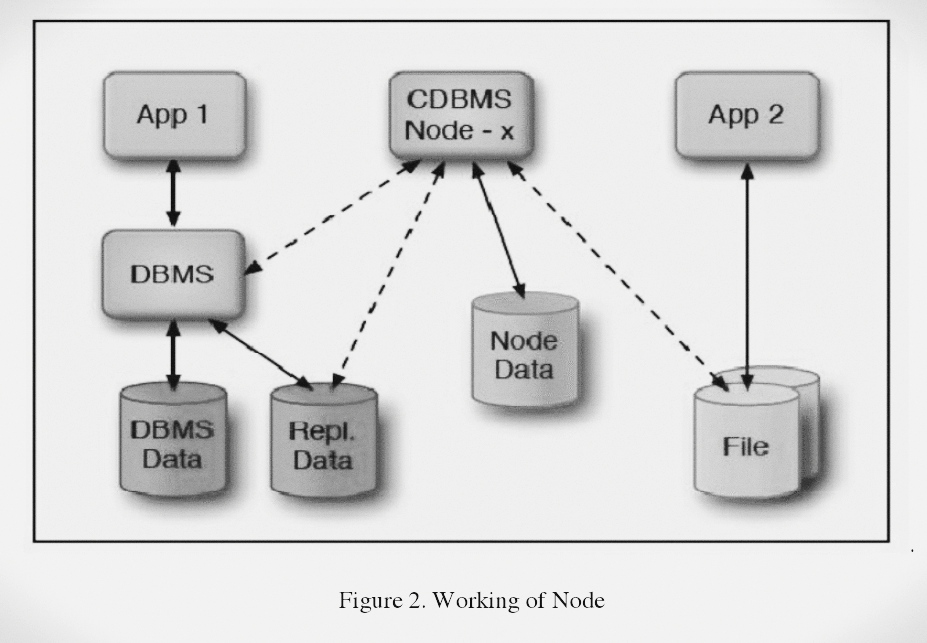 App 1
CDBMS
Node - x
App 2
DBMS
Node
Data
DBMS
Data
Repl.
Data
File
Figure 2. Working of Node